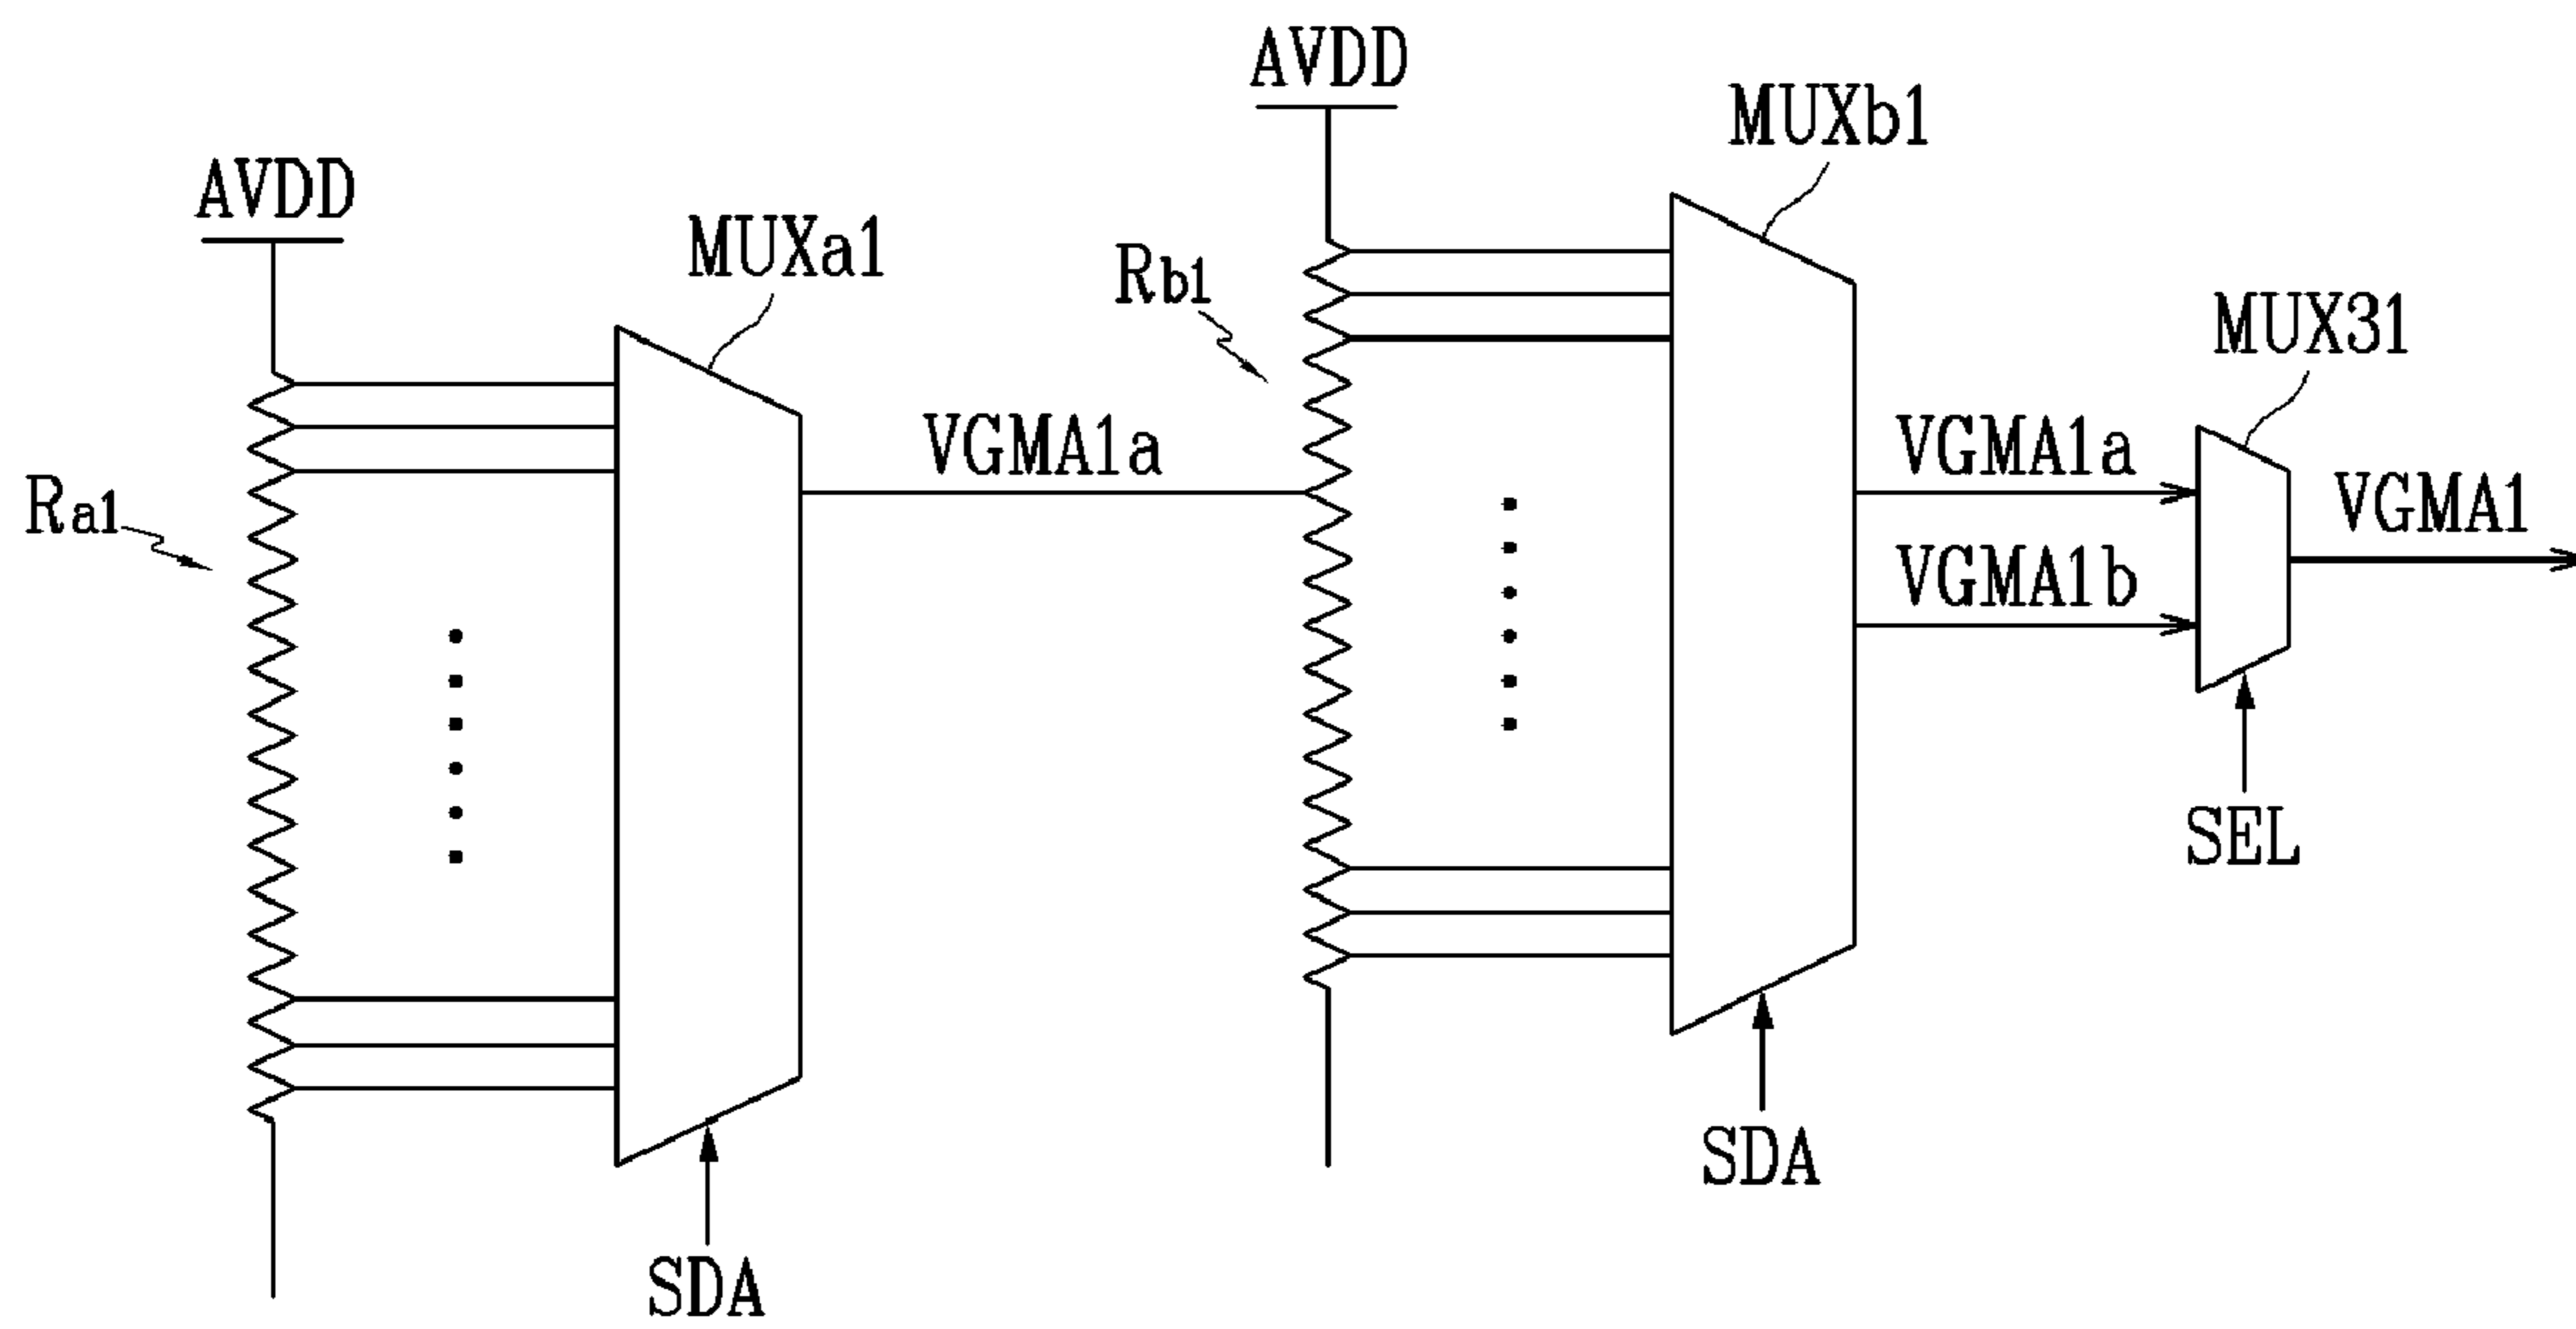 AVDD
MUXb1
AVDD
MUXa1
Rb1
MUX31
VGMA1a
VGMA1a
VGMA1
Ra1
VGMA1b
SEL
SDA
SDA